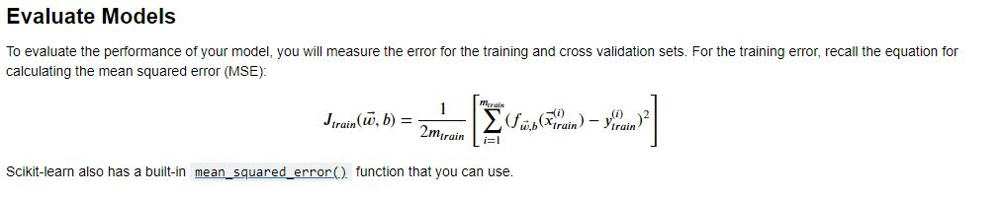 Evaluate Models
To evaluate the performance of your model, you will measure the error for the training and cross validation sets. For the training error, recall the equation for
calculating the mean squared error (MSE):
J_{train}(\vec{w}, b) = \frac{1}{2m_{train}} \left[ \sum_{i=1}^{m_{train}} (f_{\vec{w},b}(\vec{x}_{train}^{(i)}) - y_{train}^{(i)})^2 \right]
Scikit-learn also has a built-in mean_squared_error() function that you can use.